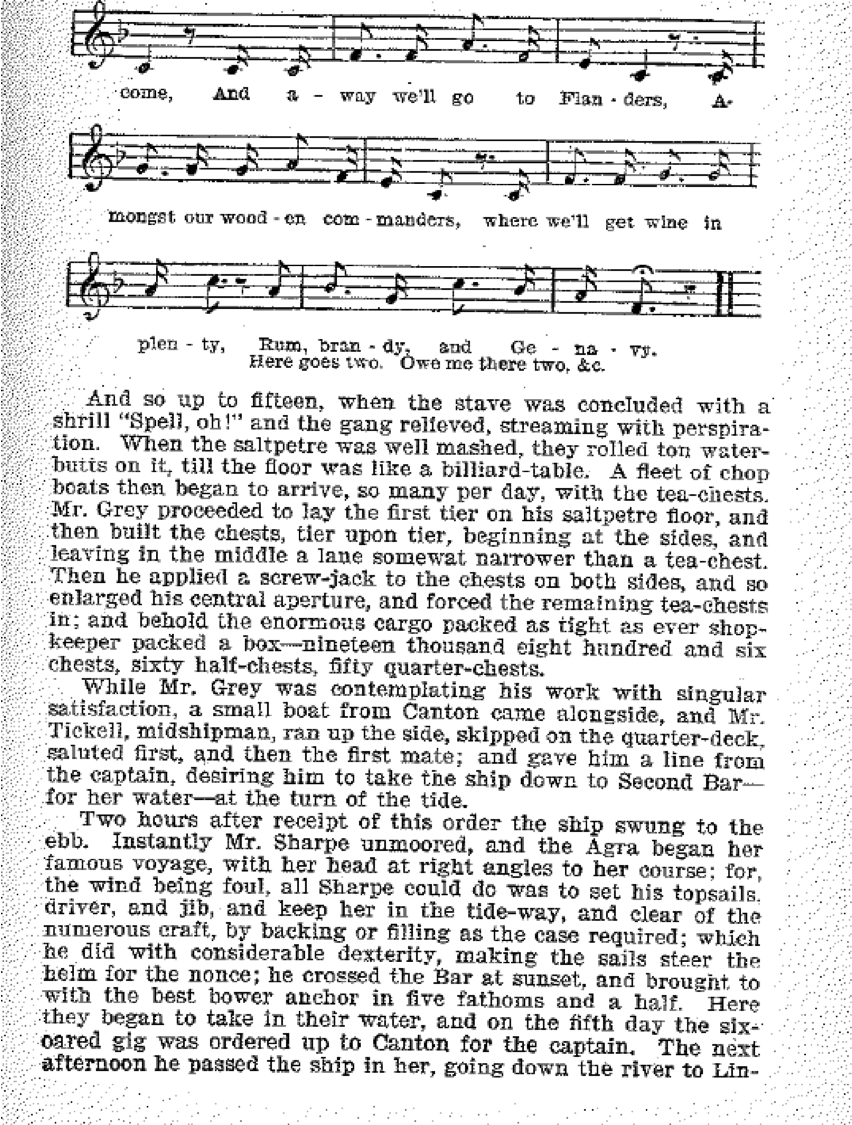 come, And a - way we'll go to Flan - ders, A-
mongst our wood - en com - manders, where we'll get wine in
plen - ty, Rum, bran - dy, and Ge - na - vy.
Here goes two. Owe me there two, &c.
And so up to fifteen, when the stave was concluded with a
shrill "Spell, oh!" and the gang relieved, streaming with perspira-
tion. When the saltpetre was well mashed, they rolled ton water-
butts on it, till the floor was like a billiard-table. A fleet of chop
boats then began to arrive, so many per day, with the tea-chests.
Mr. Grey proceeded to lay the first tier on his saltpetre floor, and
then built the chests, tier upon tier, beginning at the sides, and
leaving in the middle a lane somewat narrower than a tea-chest.
Then he applied a screw-jack to the chests on both sides, and so
enlarged his central aperture, and forced the remaining tea-chests
in; and behold the enormous cargo packed as tight as ever shop-
keeper packed a box—nineteen thousand eight hundred and six
chests, sixty half-chests, fifty quarter-chests.
While Mr. Grey was contemplating his work with singular
satisfaction, a small boat from Canton came alongside, and Mr.
Tickell, midshipman, ran up the side, skipped on the quarter-deck,
saluted first, and then the first mate; and gave him a line from
the captain, desiring him to take the ship down to Second Bar—
for her water—at the turn of the tide.
Two hours after receipt of this order the ship swung to the
ebb. Instantly Mr. Sharpe unmoored, and the Agra began her
famous voyage, with her head at right angles to her course; for,
the wind being foul, all Sharpe could do was to set his topsails,
driver, and jib, and keep her in the tide-way, and clear of the
numerous craft, by backing or filling as the case required; which
he did with considerable dexterity, making the sails steer the
helm for the nonce; he crossed the Bar at sunset, and brought to
with the best bower anchor in five fathoms and a half. Here
they began to take in their water, and on the fifth day the six-
oared gig was ordered up to Canton for the captain. The next
afternoon he passed the ship in her, going down the river to Lin-